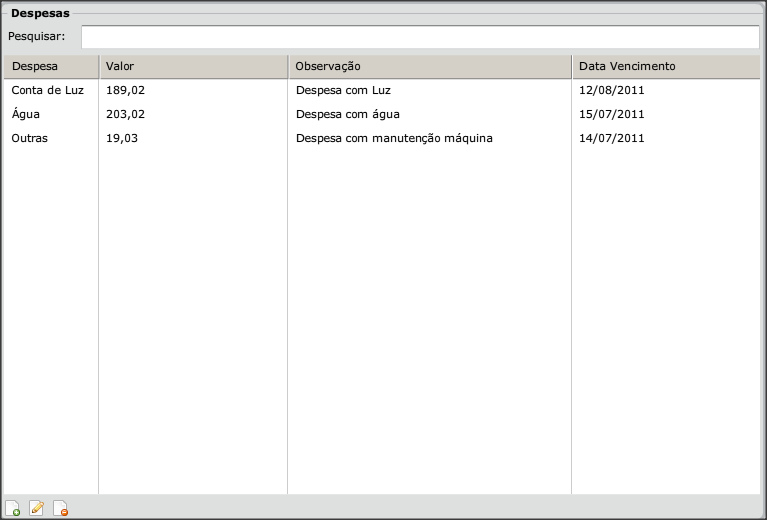 Despesas
Pesquisar:
Despesa Valor Observação Data Vencimento
Conta de Luz 189,02 Despesa com Luz 12/08/2011
Água 203,02 Despesa com água 15/07/2011
Outras 19,03 Despesa com manutenção máquina 14/07/2011